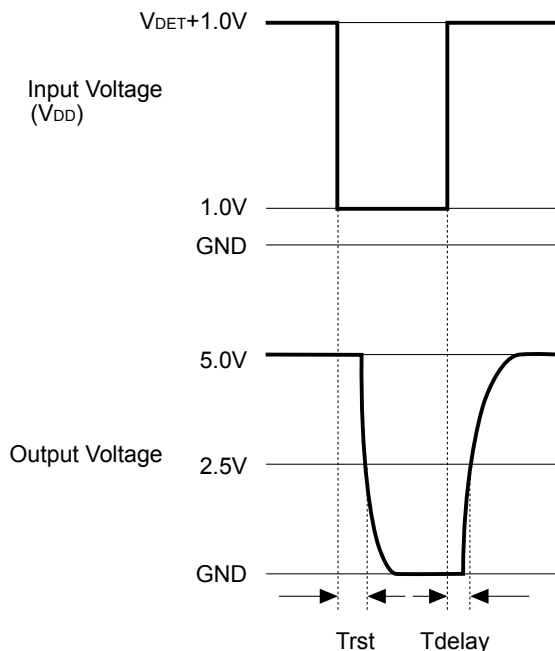 VDET+1.0V
Input Voltage
(VDD)
1.0V
GND
5.0V
Output Voltage
2.5V
GND
Trst
Tdelay